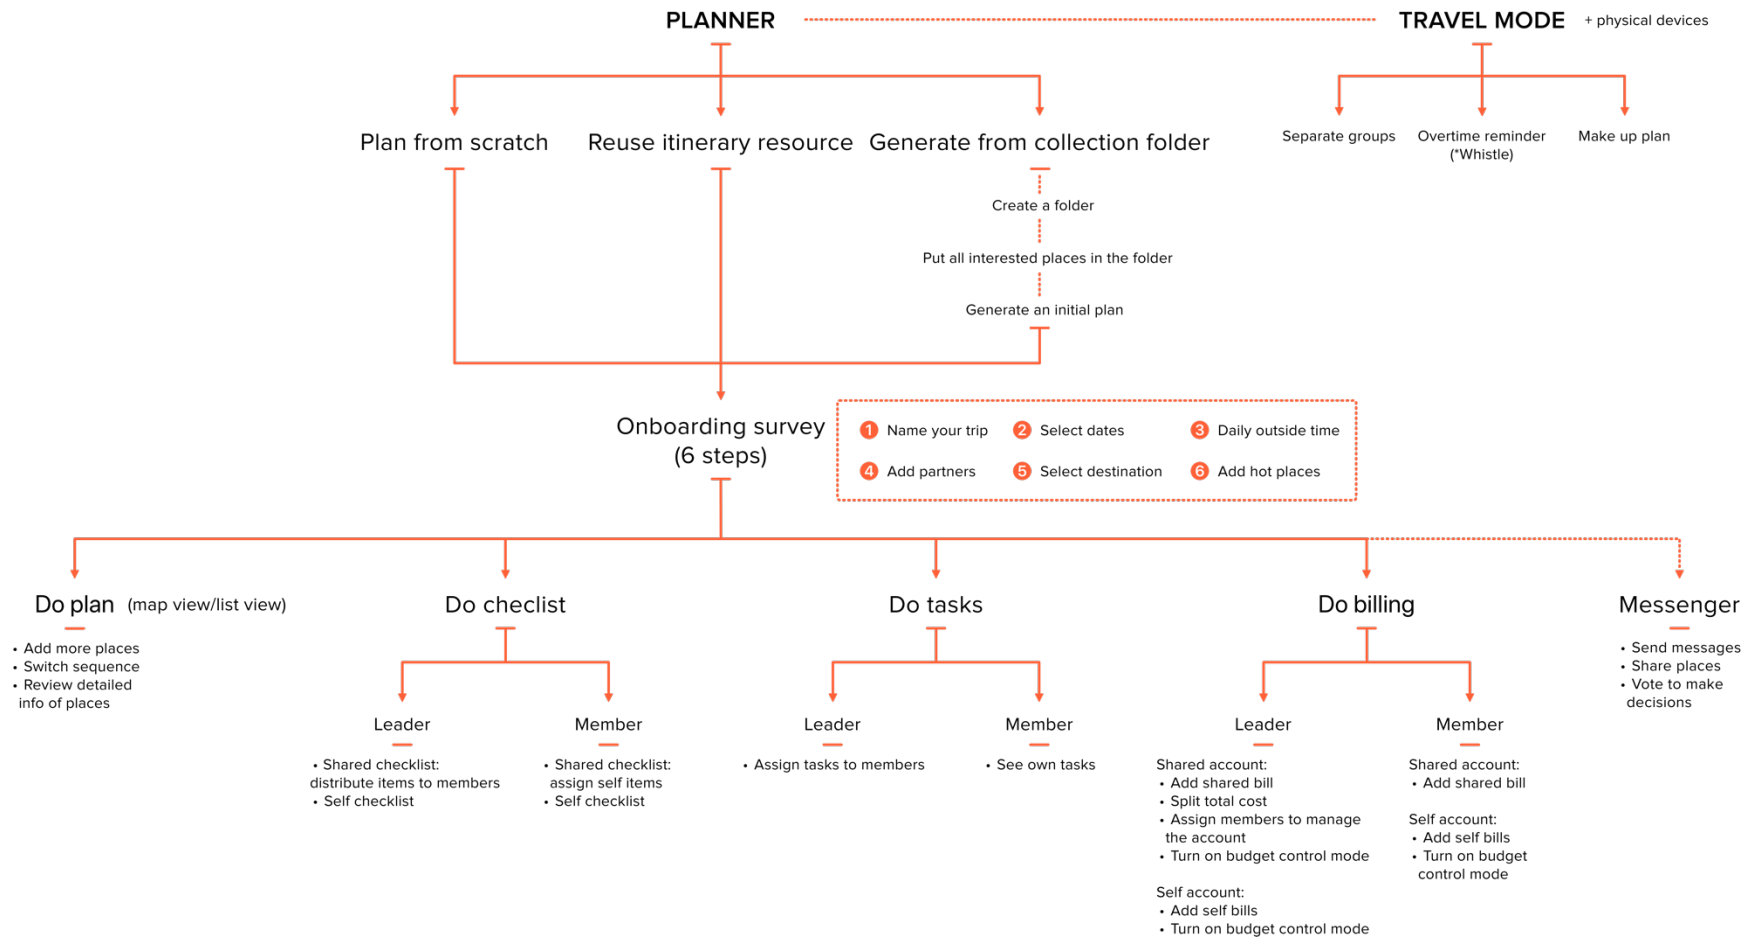 PLANNER
TRAVEL MODE
+ physical devices
Plan from scratch
Reuse itinerary resource
Generate from collection folder
Separate groups
Overtime reminder
(*Whistle)
Make up plan
Create a folder
Put all interested places in the folder
Generate an initial plan
Onboarding survey
(6 steps)
1 Name your trip
2 Select dates
3 Daily outside time
4 Add partners
5 Select destination
6 Add hot places
Do plan (map view/list view)
• Add more places
• Switch sequence
• Review detailed
info of places
Do checlist
Leader
• Shared checklist:
distribute items to members
• Self checklist
Member
• Shared checklist:
assign self items
• Self checklist
Do tasks
Leader
• Assign tasks to members
Member
• See own tasks
Do billing
Leader
Shared account:
• Add shared bill
• Split total cost
• Assign members to manage
the account
• Turn on budget control mode
Self account:
• Add self bills
• Turn on budget control mode
Member
Shared account:
• Add shared bill
Self account:
• Add self bills
• Turn on budget
control mode
Messenger
• Send messages
• Share places
• Vote to make
decisions